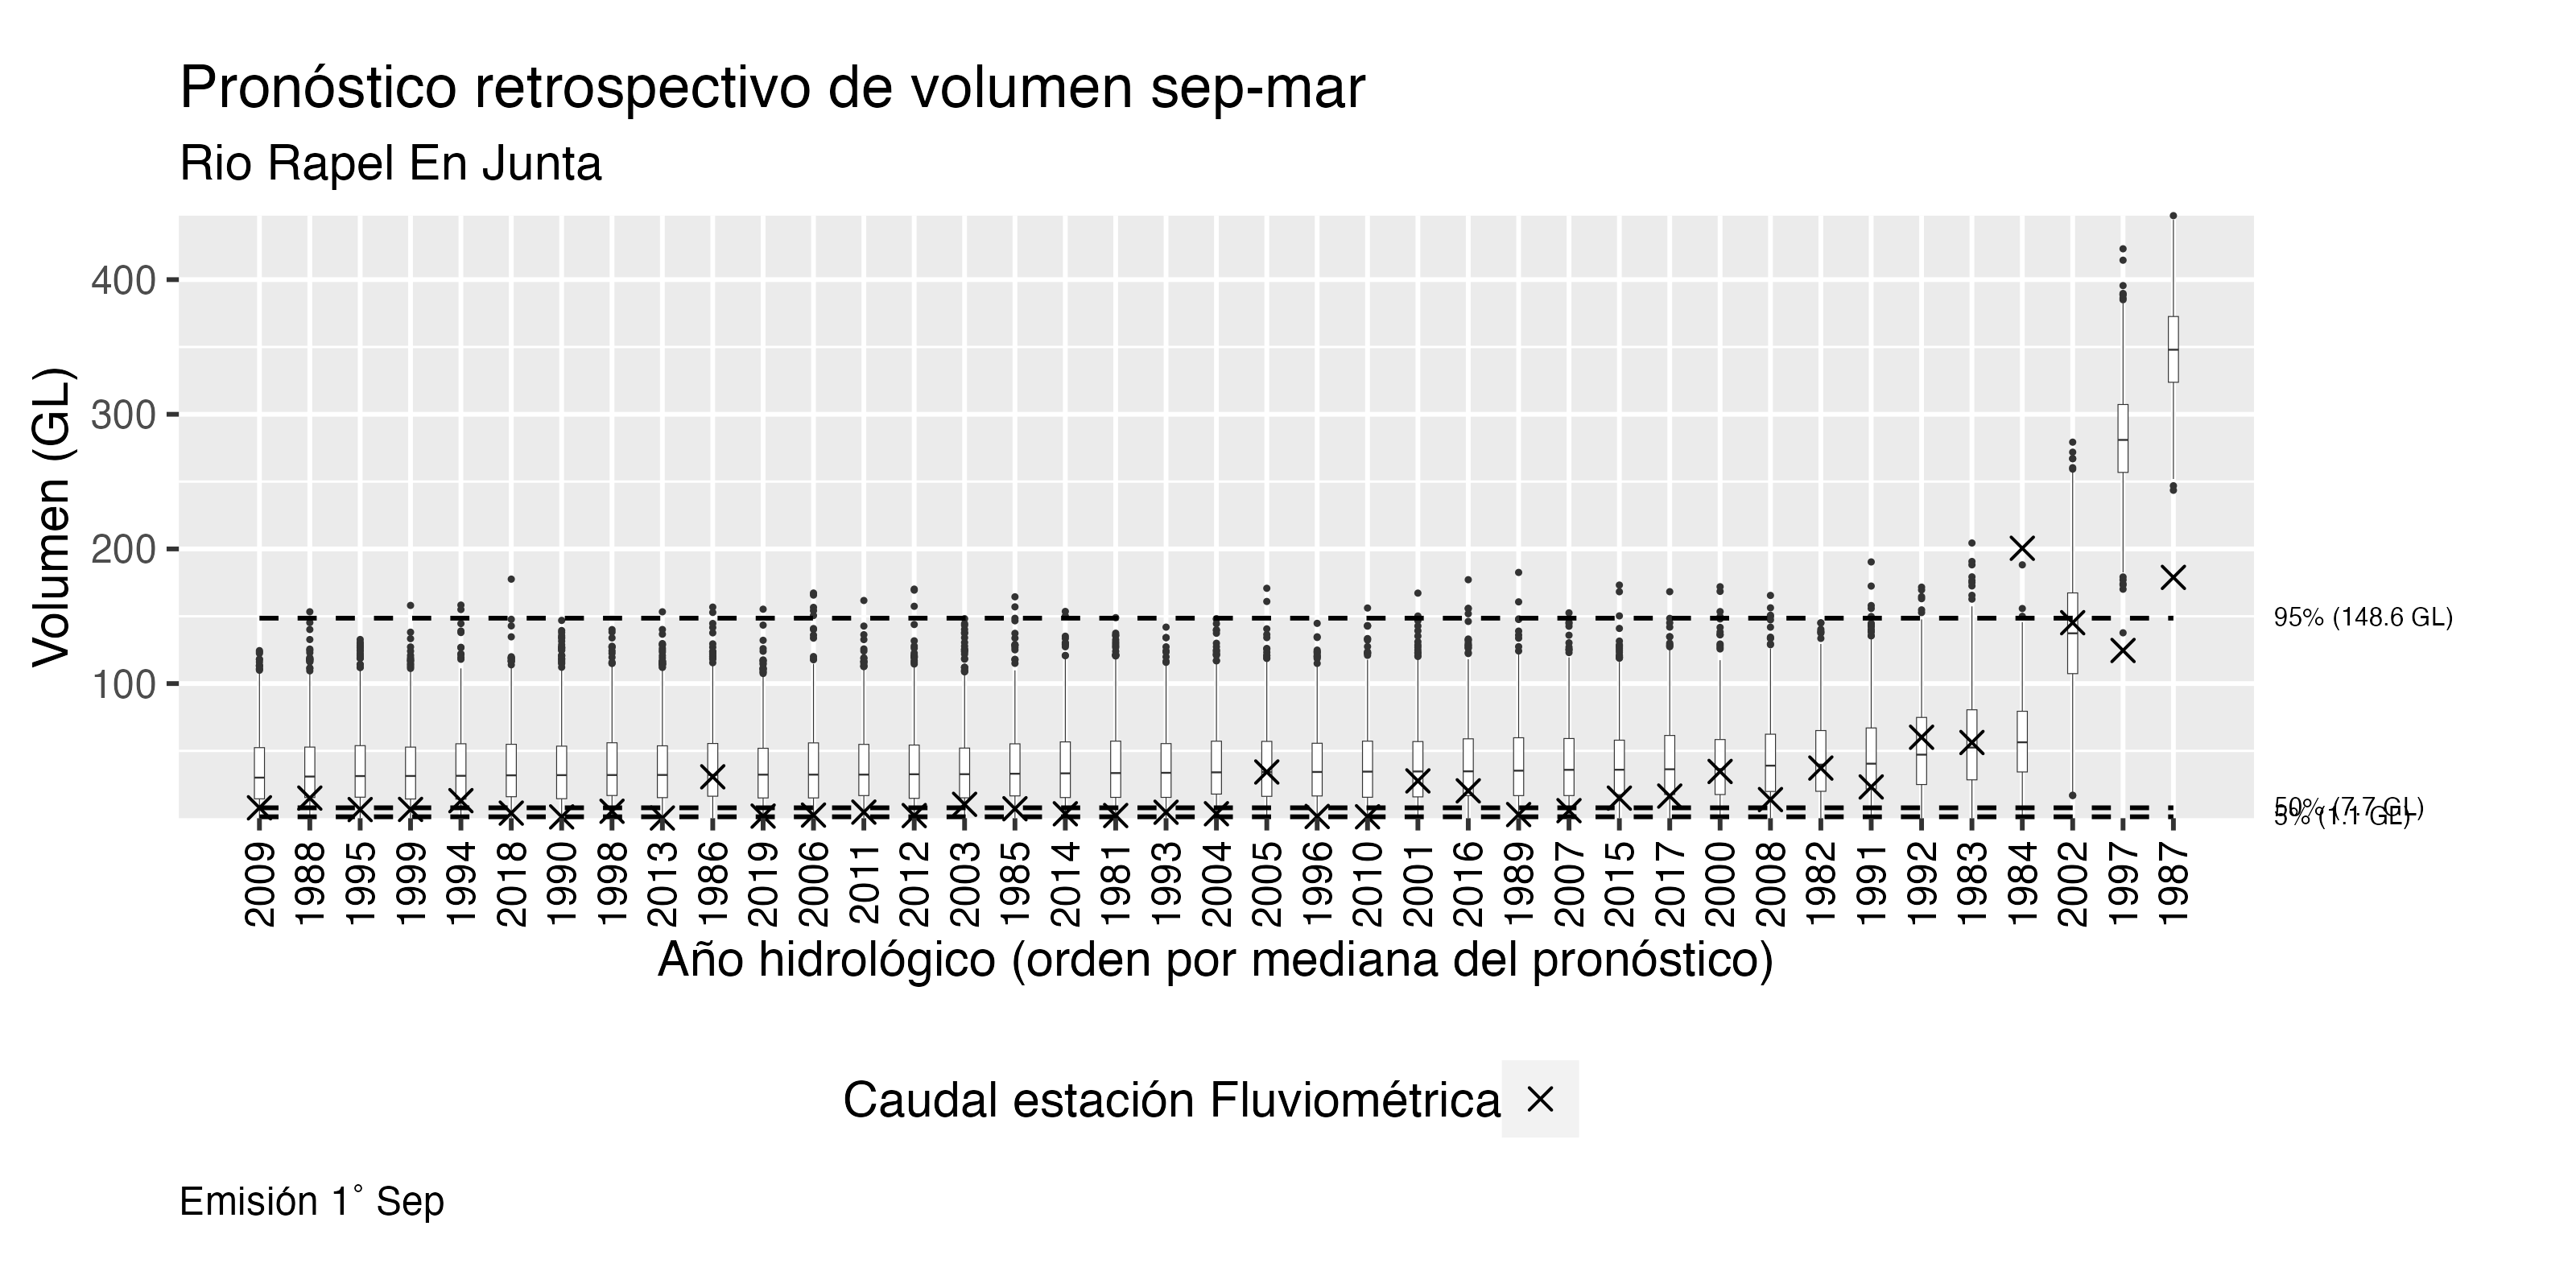 Pronóstico retrospectivo de volumen sep-mar
Rio Rapel En Junta
Volumen (GL)
400
300
200
100
95% (148.6 GL)
50% (7.7 GL)
5% (1.1 GL)
2009 1988 1995 1999 1994 2018 1990 1998 2013 1986 2019 2006 2011 2012 2003 1985 2014 1981 1993 2004 2005 1996 2010 2001 2016 1989 2007 2015 2017 2000 2008 1982 1991 1992 1983 1984 2002 1997 1987
Año hidrológico (orden por mediana del pronóstico)
Caudal estación Fluviométrica
Emisión 1° Sep